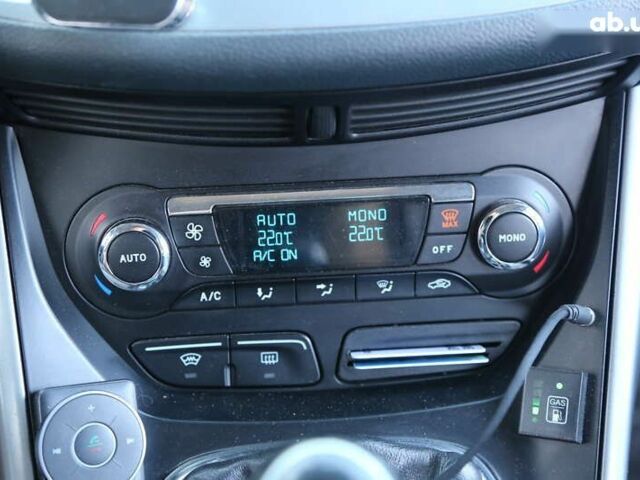 ab.u
AUTO MONO
22.0℃ 22.0℃
A/C ON
MAX
AUTO
OFF
MONO
A/C
GAS